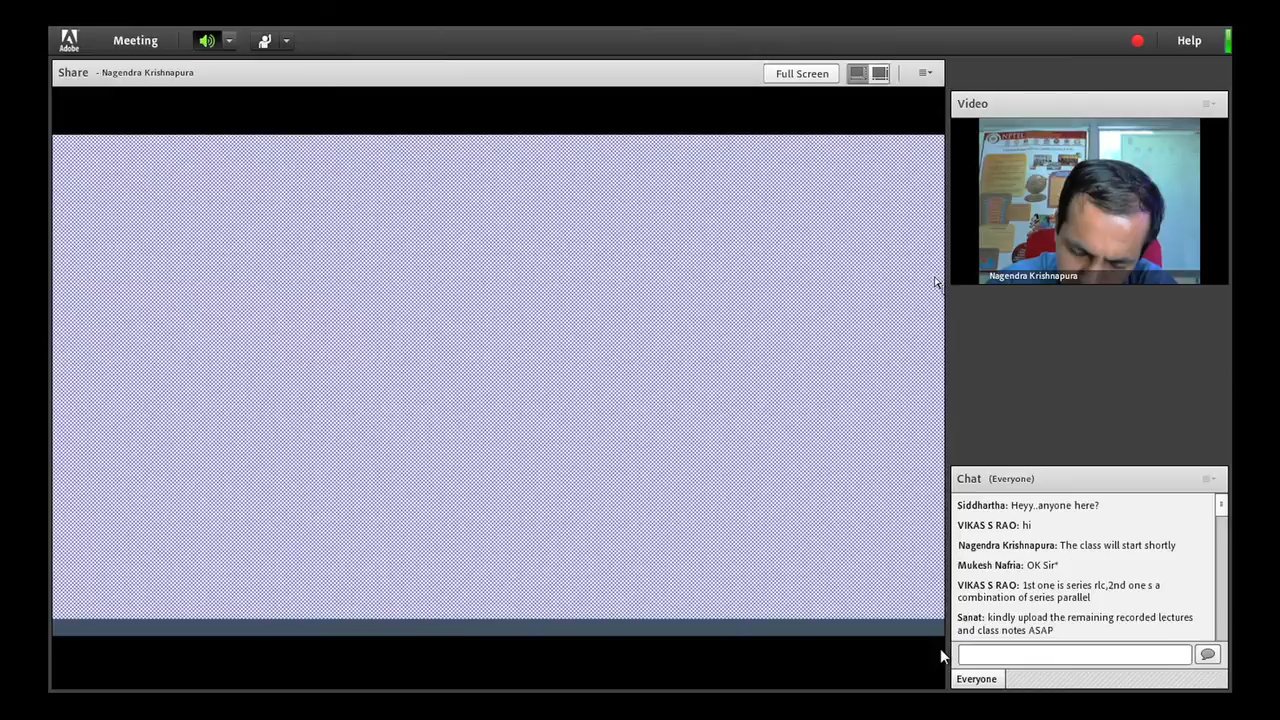 Adobe
Meeting
Help
Share - Nagendra Krishnapura
Full Screen
Video
NPTEL
Nagendra Krishnapura
Chat (Everyone)
Siddhartha: Heyy..anyone here?
VIKAS S RAO: hi
Nagendra Krishnapura: The class will start shortly
Mukesh Nafria: OK Sir*
VIKAS S RAO: 1st one is series rlc,2nd one s a
combination of series parallel
Sanat: kindly upload the remaining recorded lectures
and class notes ASAP
Everyone